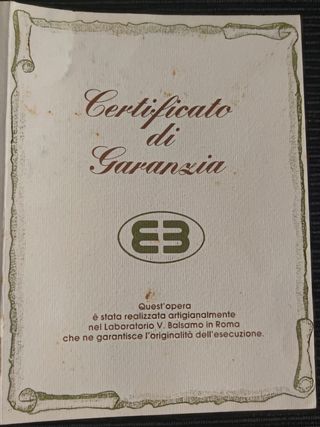 Certificato
di
Garanzia
EB
Quest'opera
é stata realizzata artigianalmente
nel Laboratorio V. Balsamo in Roma
che ne garantisce l'originalità dell'esecuzione.